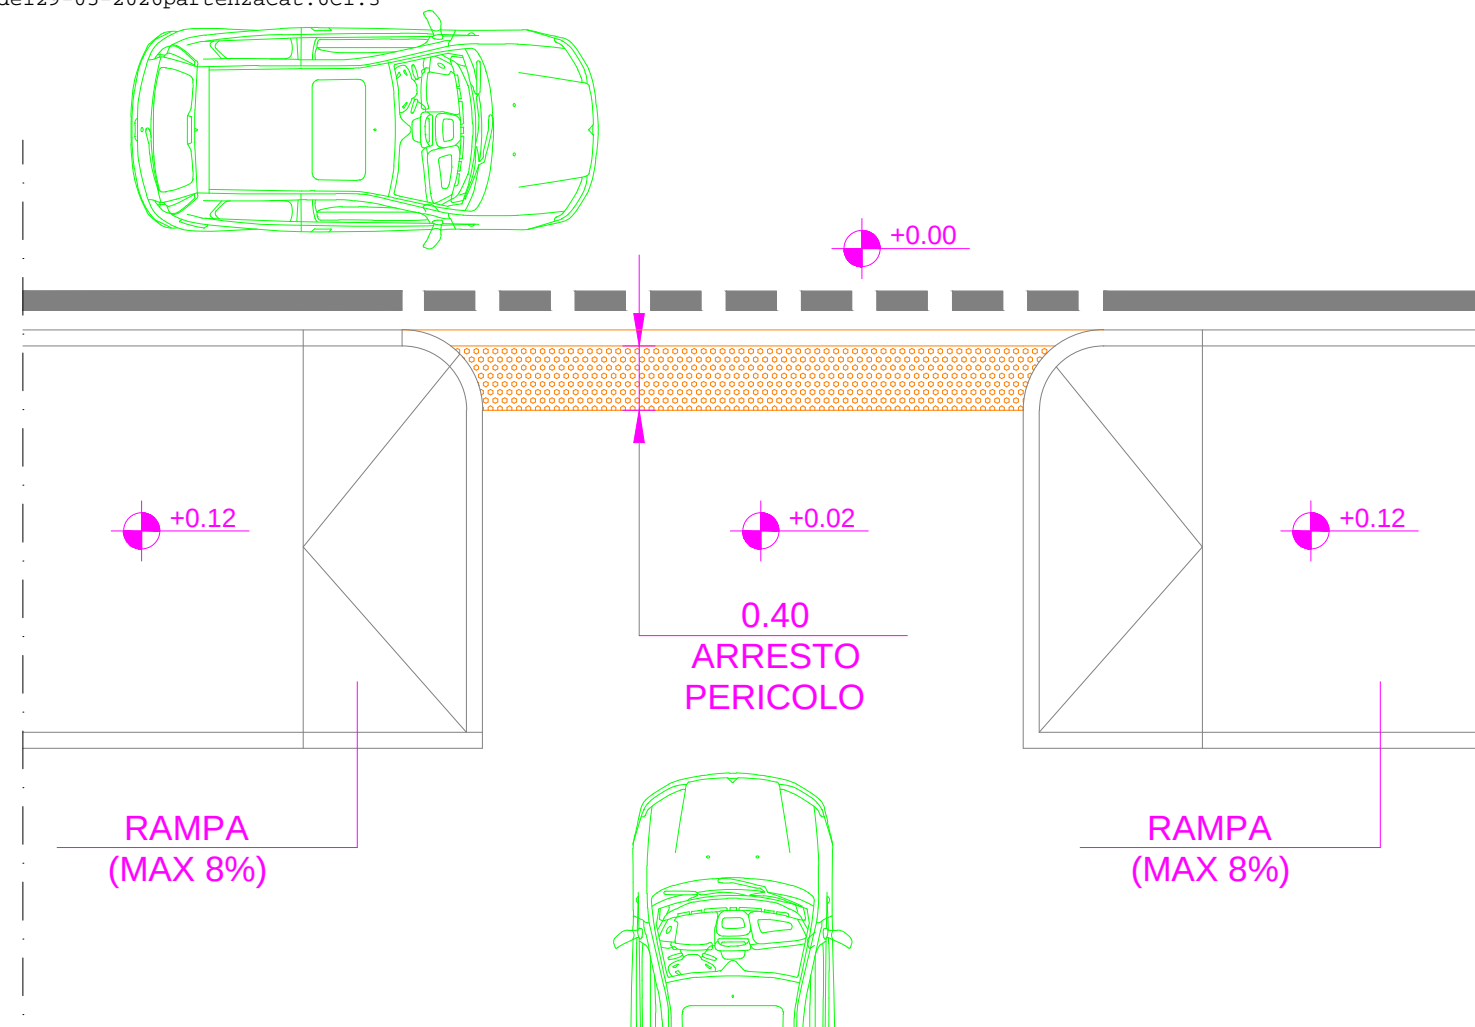 +0.00
+0.12
+0.02
+0.12
0.40
ARRESTO
PERICOLO
RAMPA
(MAX 8%)
RAMPA
(MAX 8%)